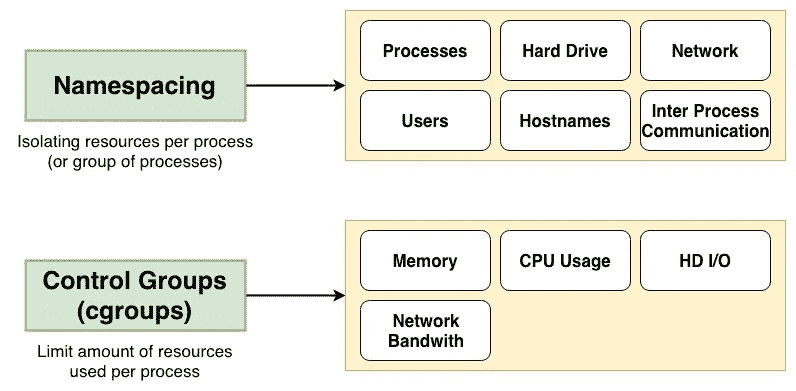 Namespacing
Isolating resources per process
(or group of processes)
Processes
Hard Drive
Network
Users
Hostnames
Inter Process
Communication
Control Groups
(cgroups)
Limit amount of resources
used per process
Memory
CPU Usage
HD I/O
Network
Bandwith